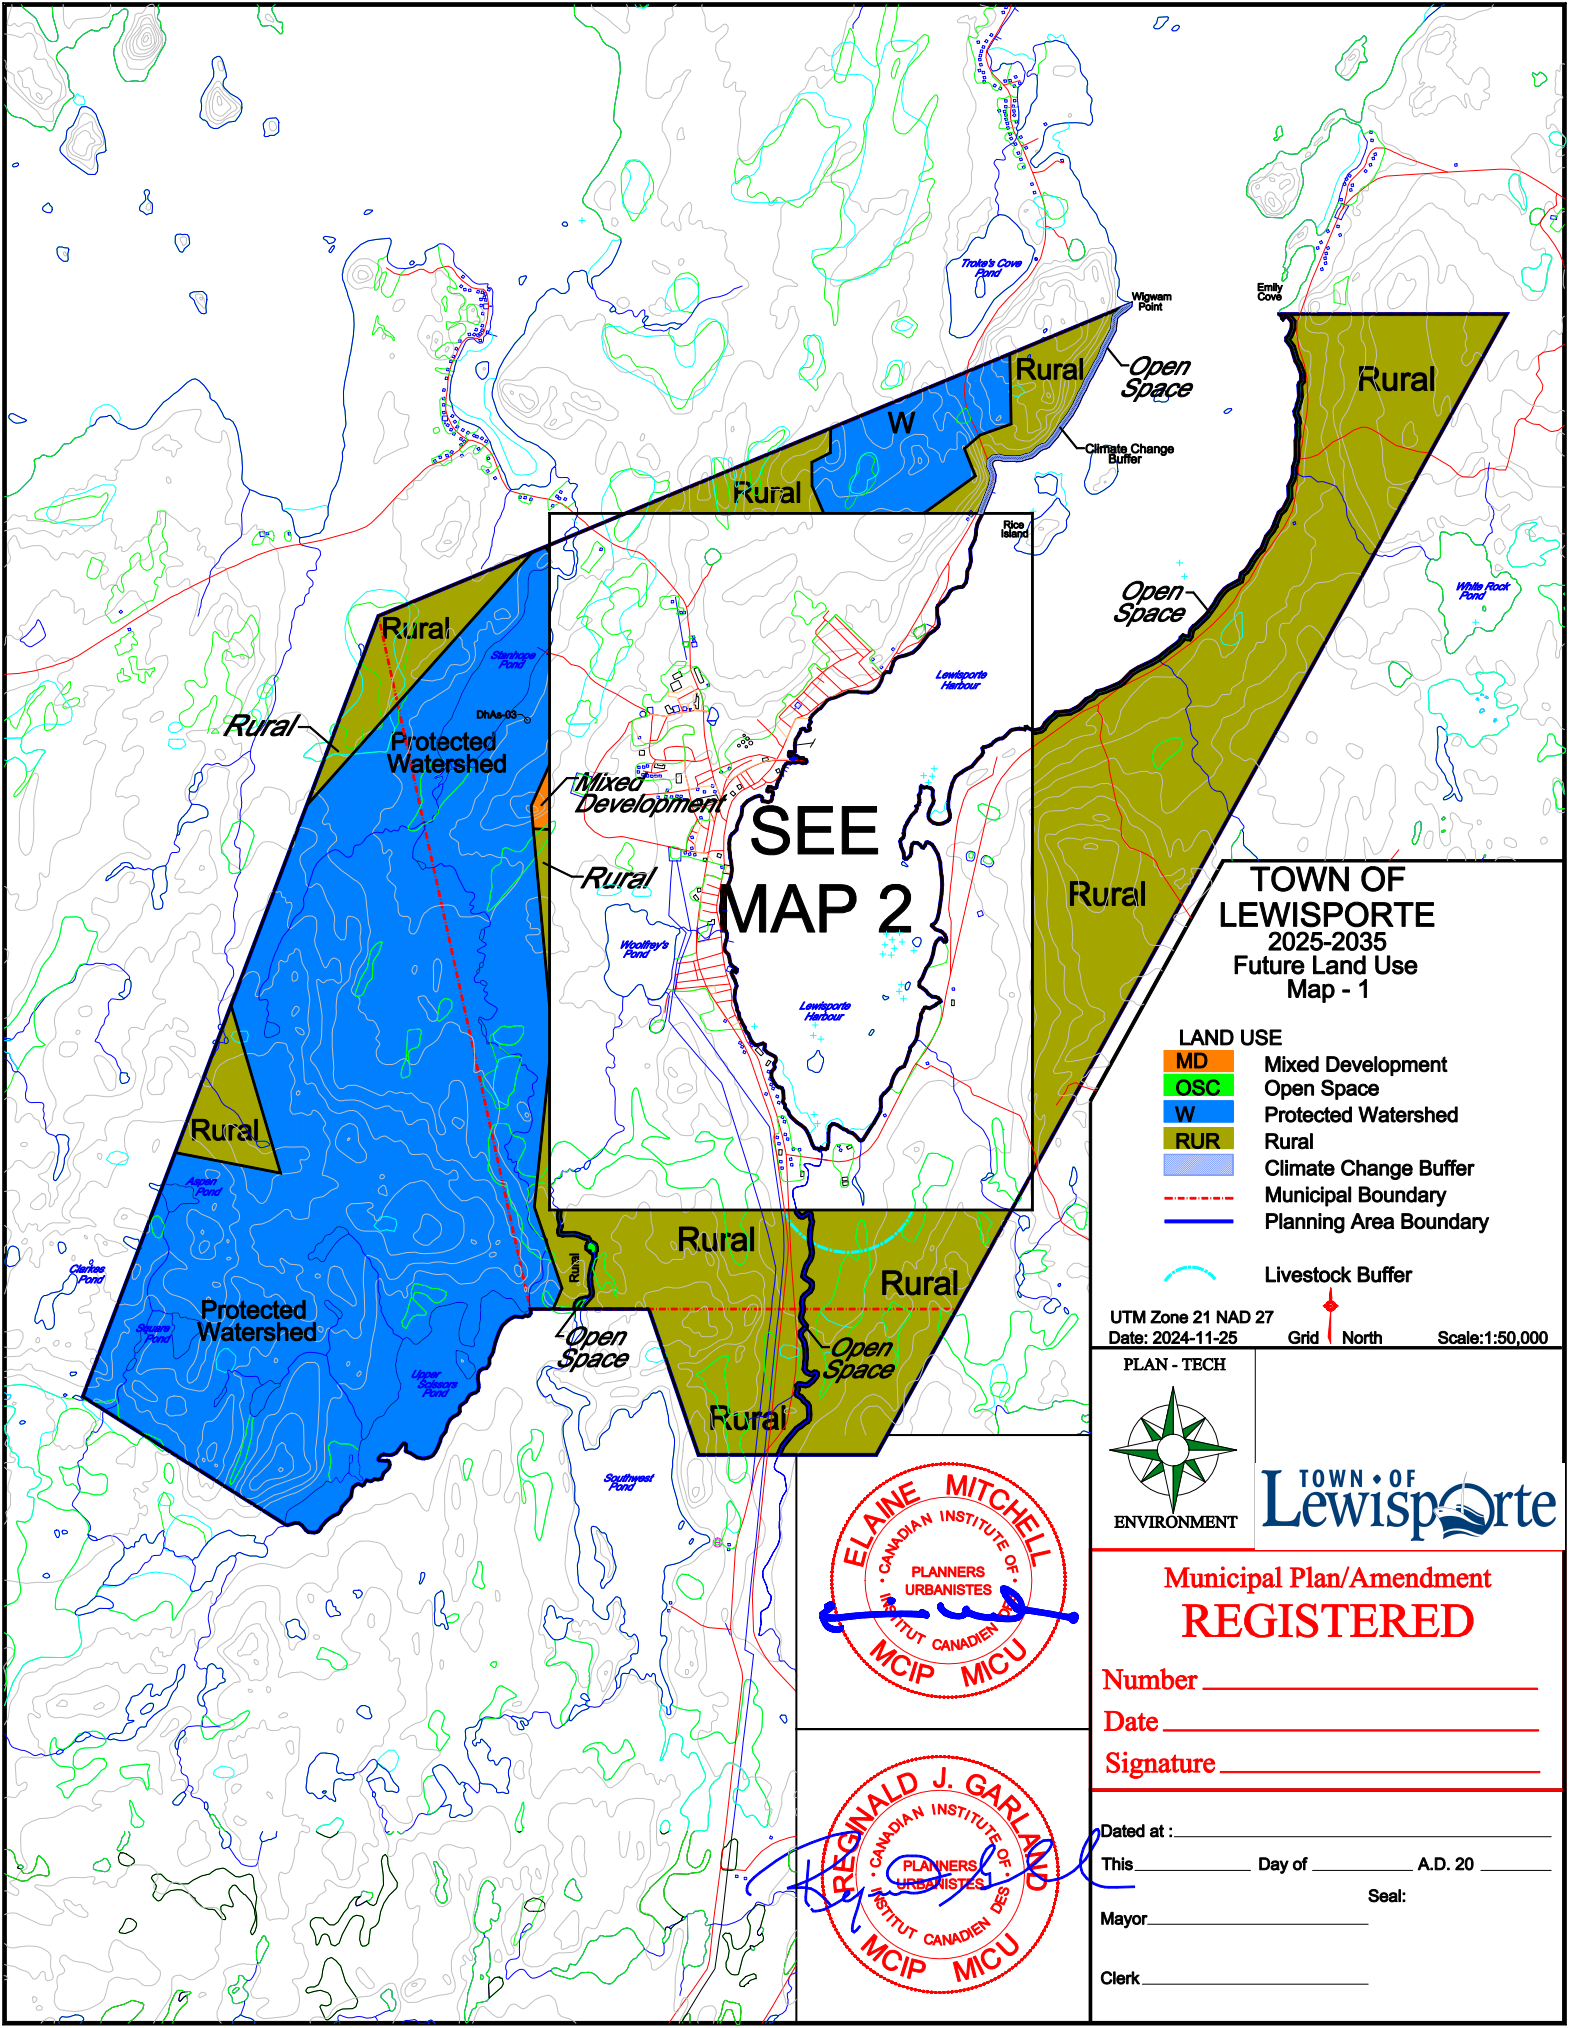 Troke's Cove
Pond
Wigwam
Point
Emily
Cove
Rural
Open
Space
Rural
W
Climate Change
Buffer
Rural
Rice
Island
White Rock
Pond
Open
Space
Rural
Stanhope
Pond
Lewisporte
Harbour
DhAs-03
Rural
Protected
Watershed
Mixed
Development
SEE
MAP 2
Rural
Rural
Woolfrey's
Pond
Lewisporte
Harbour
Rural
Aspen
Pond
Rural
Rural
Rural
Clarkes
Pond
Protected
Watershed
Square
Pond
Open
Space
Open
Space
Upper
Scissors
Pond
Rural
Southwest
Pond
TOWN OF
LEWISPORTE
2025-2035
Future Land Use
Map - 1
LAND USE
MD Mixed Development
OSC Open Space
W Protected Watershed
RUR Rural
Climate Change Buffer
Municipal Boundary
Planning Area Boundary
Livestock Buffer
UTM Zone 21 NAD 27
Date: 2024-11-25 Grid North Scale:1:50,000
PLAN - TECH
ENVIRONMENT
TOWN • OF
Lewisporte
ELAINE MITCHELL
CANADIAN INSTITUTE OF
PLANNERS
URBANISTES
INSTITUT CANADIEN DES
MCIP MICU
Municipal Plan/Amendment
REGISTERED
Number
Date
Signature
REGINALD J. GARLAND
CANADIAN INSTITUTE OF
PLANNERS
URBANISTES
INSTITUT CANADIEN DES
MCIP MICU
Dated at :
This Day of A.D. 20
Seal:
Mayor
Clerk